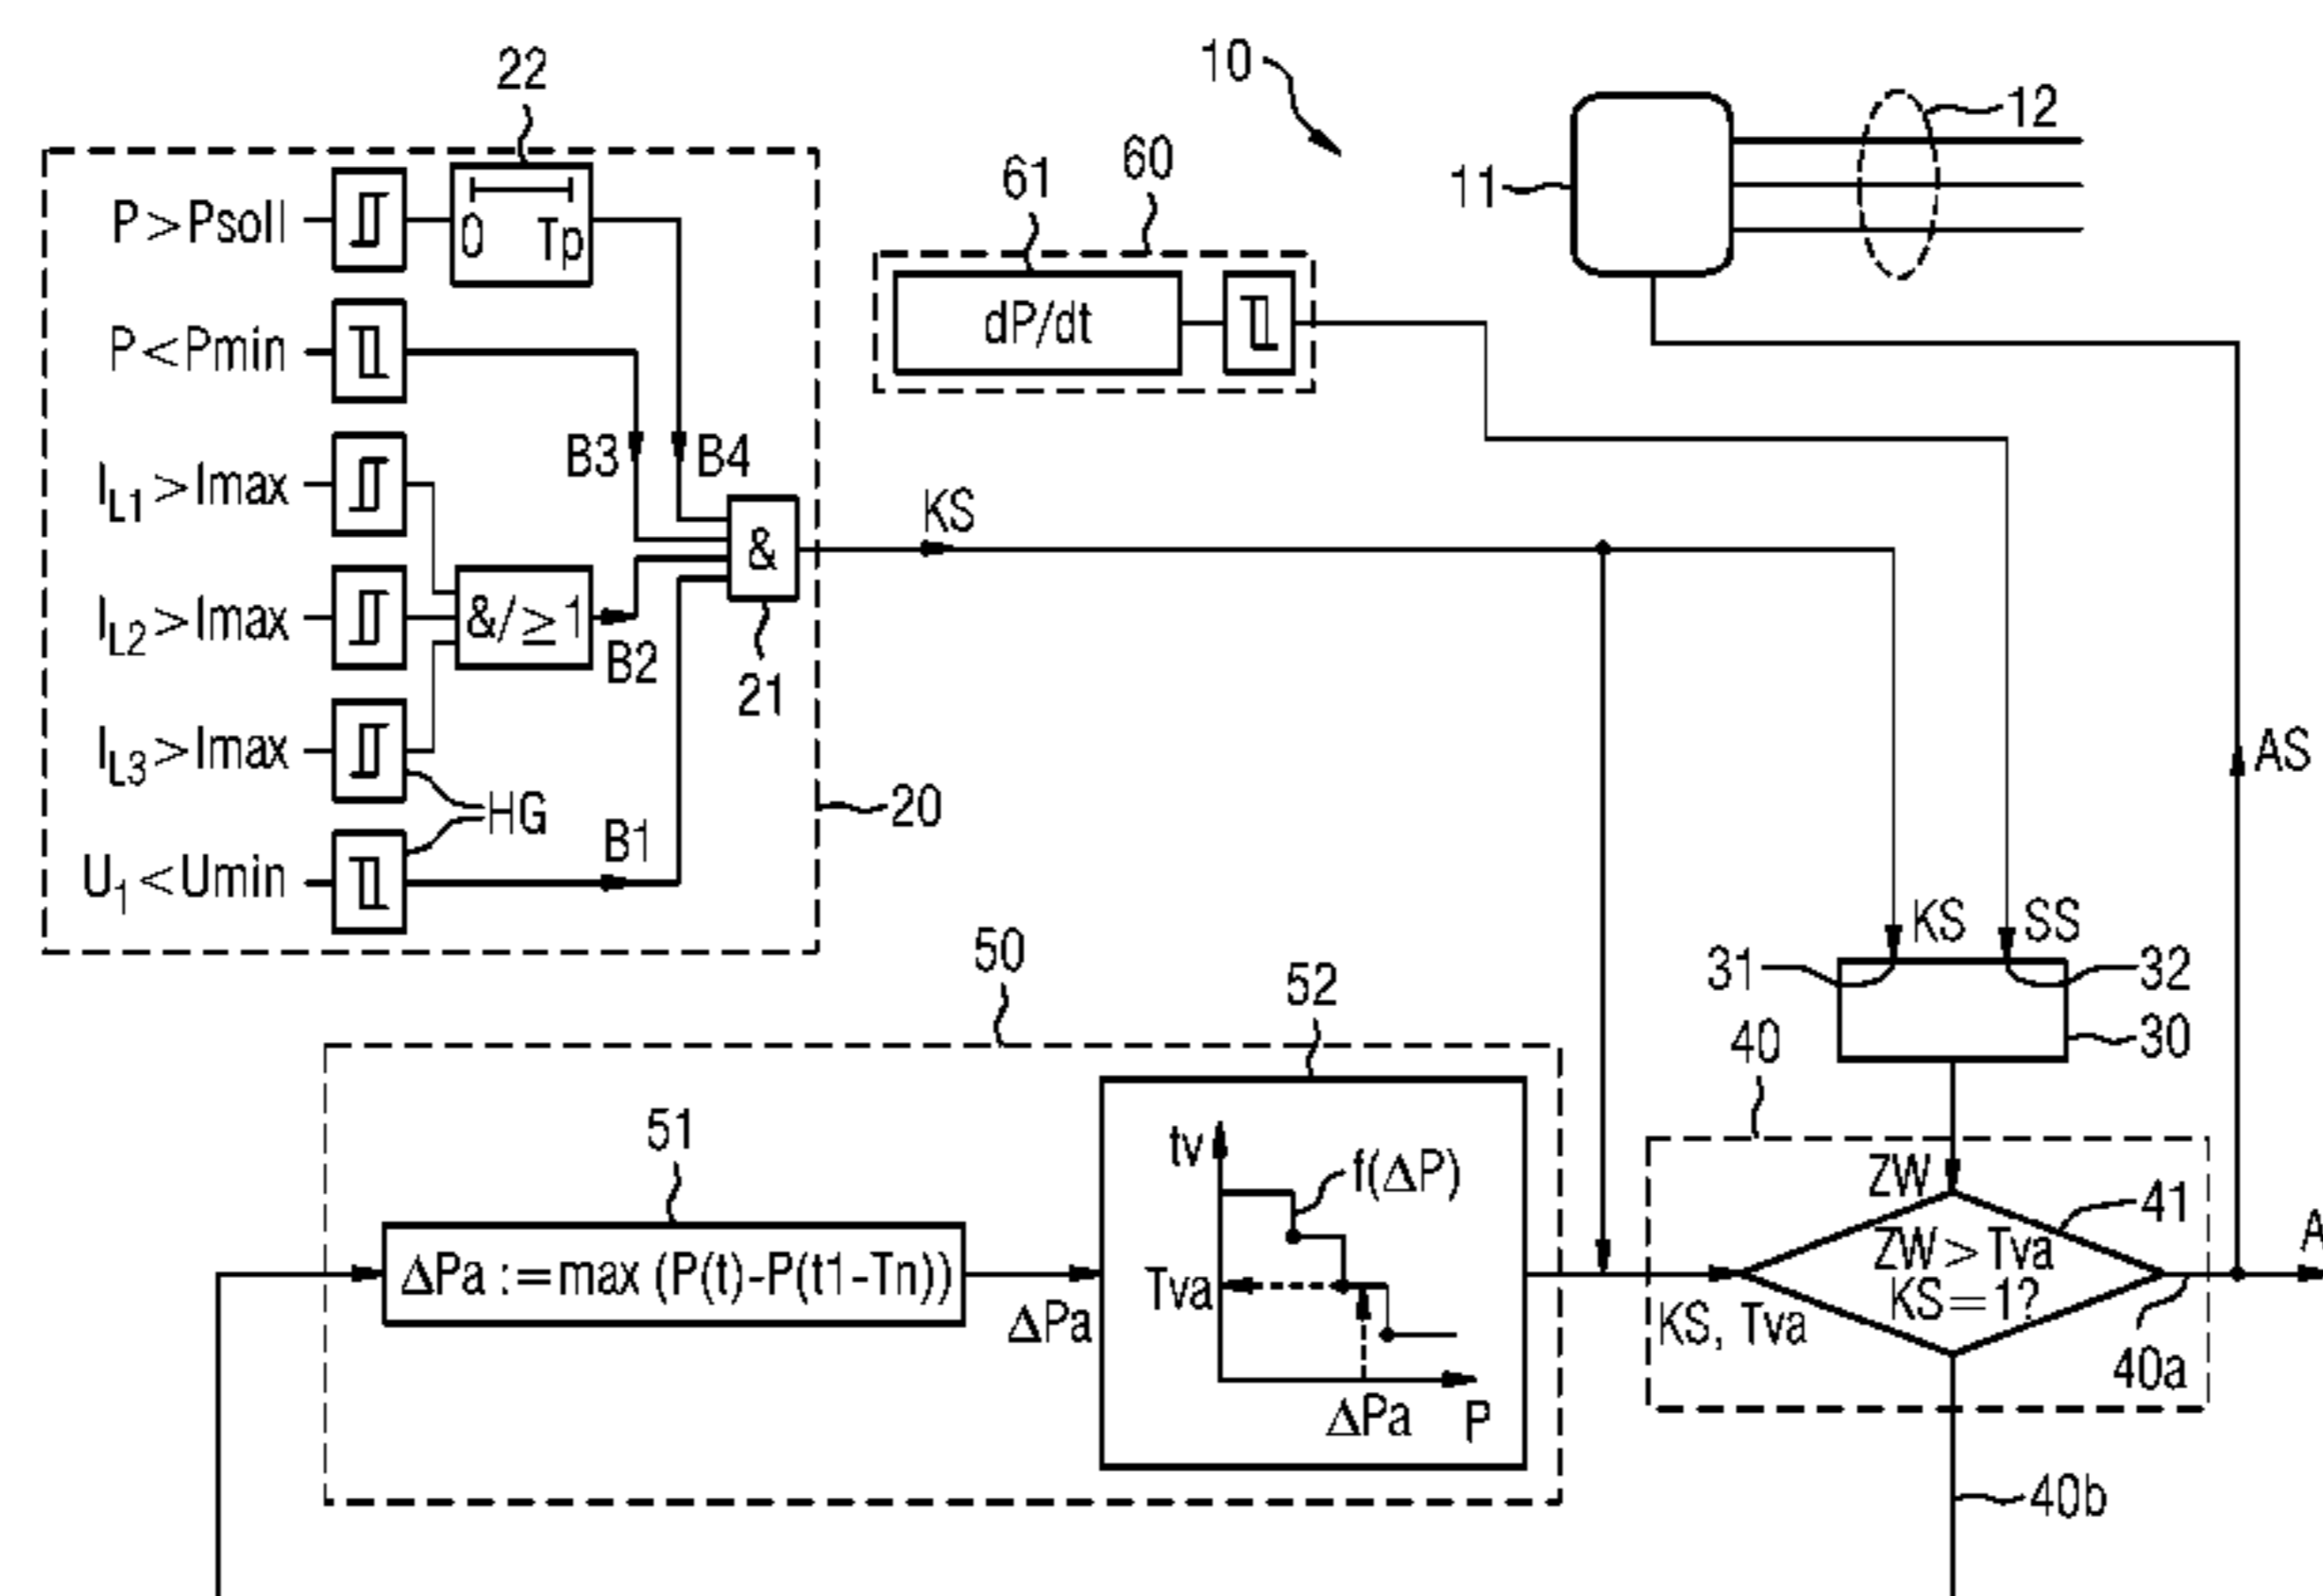 22
10
12
11
61
60
P>Psoll
0 Tp
dP/dt
P<Pmin
B3
B4
IL1>Imax
KS
&
IL2>Imax
&/≥1
B2
21
IL3>Imax
HG
20
AS
U1<Umin
B1
KS
SS
31
32
50
52
40
30
51
tv
f(ΔP)
ZW
41
ΔPa :=max (P(t)-P(t1-Tn))
ΔPa
Tva
ZW>Tva
KS=1?
KS, Tva
40a
A
ΔPa
P
40b